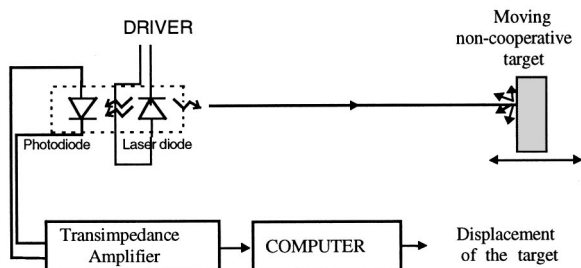 Moving
non-cooperative
target
DRIVER
Photodiode
Laser diode
Transimpedance
Amplifier
COMPUTER
Displacement
of the target